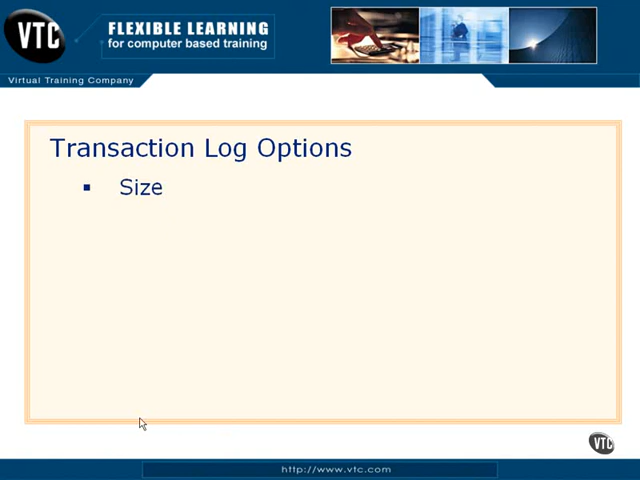 VTC
FLEXIBLE LEARNING
for computer based training
Virtual Training Company
Transaction Log Options
▪ Size
VTC
http://www.vtc.com